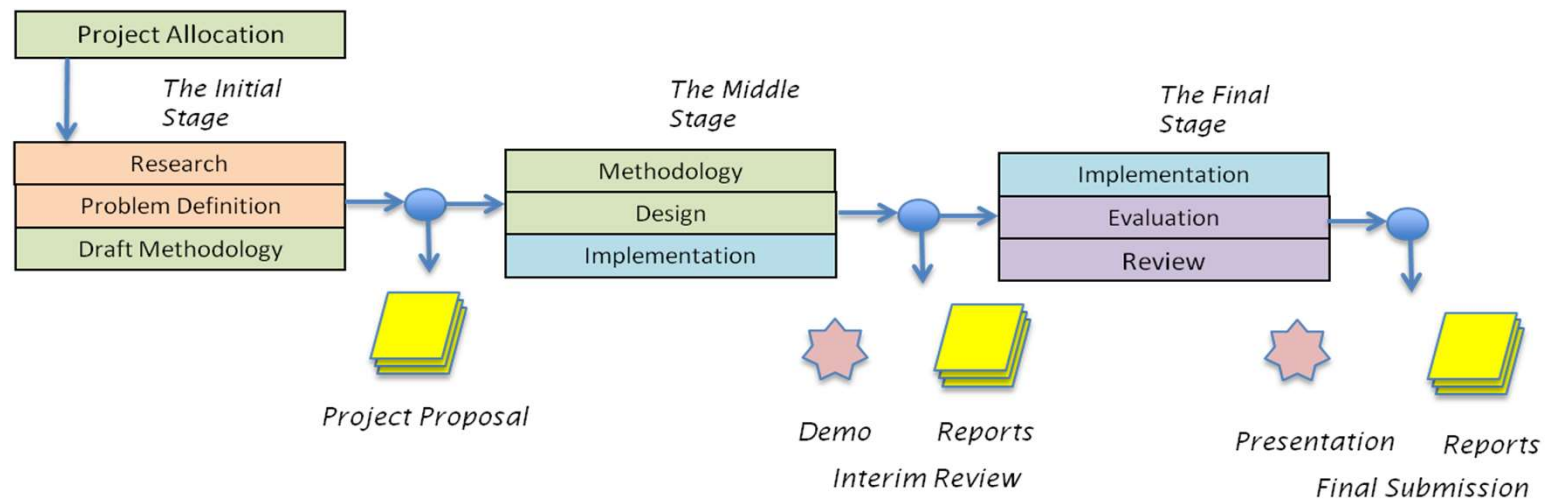 Project Allocation
The Initial
Stage
Research
Problem Definition
Draft Methodology
Project Proposal
The Middle
Stage
Methodology
Design
Implementation
Demo
Reports
Interim Review
The Final
Stage
Implementation
Evaluation
Review
Presentation
Reports
Final Submission